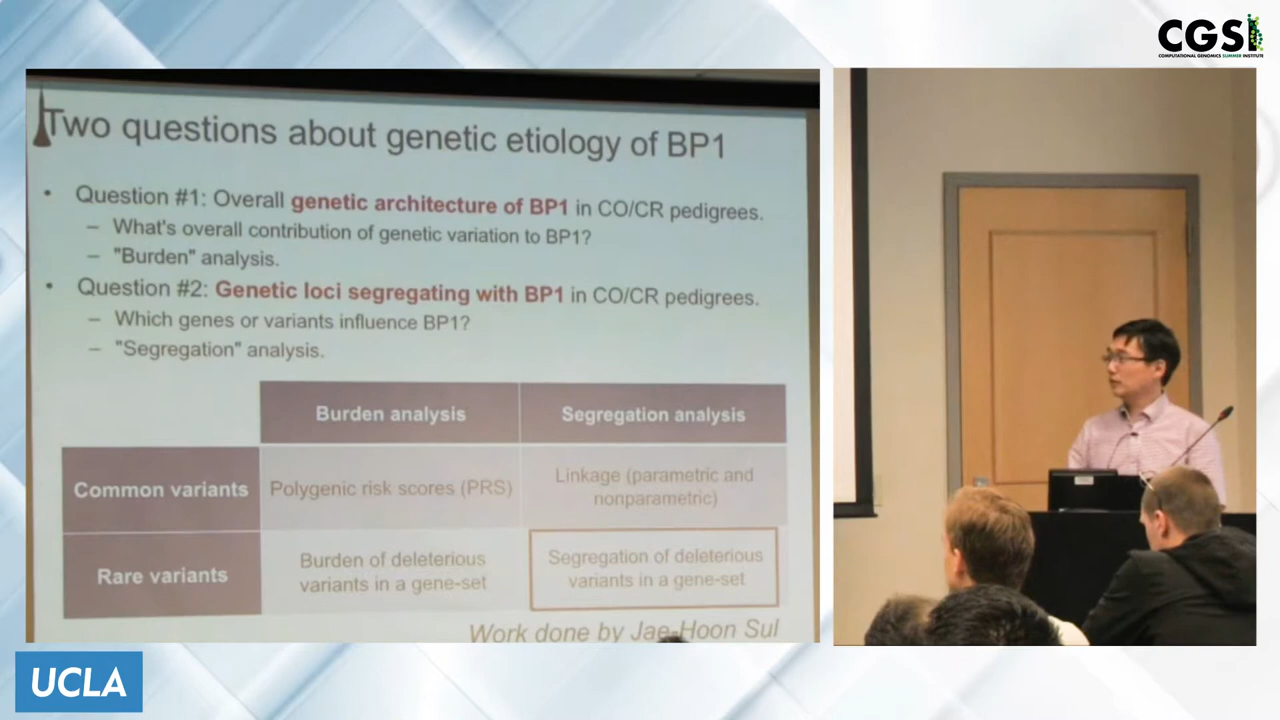 CGSI
COMPUTATIONAL GENOMICS SUMMER INSTITUTE
Two questions about genetic etiology of BP1
• Question #1: Overall genetic architecture of BP1 in CO/CR pedigrees.
– What's overall contribution of genetic variation to BP1?
– "Burden" analysis.
• Question #2: Genetic loci segregating with BP1 in CO/CR pedigrees.
– Which genes or variants influence BP1?
– "Segregation" analysis.
Burden analysis
Segregation analysis
Common variants
Polygenic risk scores (PRS)
Linkage (parametric and
nonparametric)
Rare variants
Burden of deleterious
variants in a gene-set
Segregation of deleterious
variants in a gene-set
Work done by Jae-Hoon Sul
UCLA